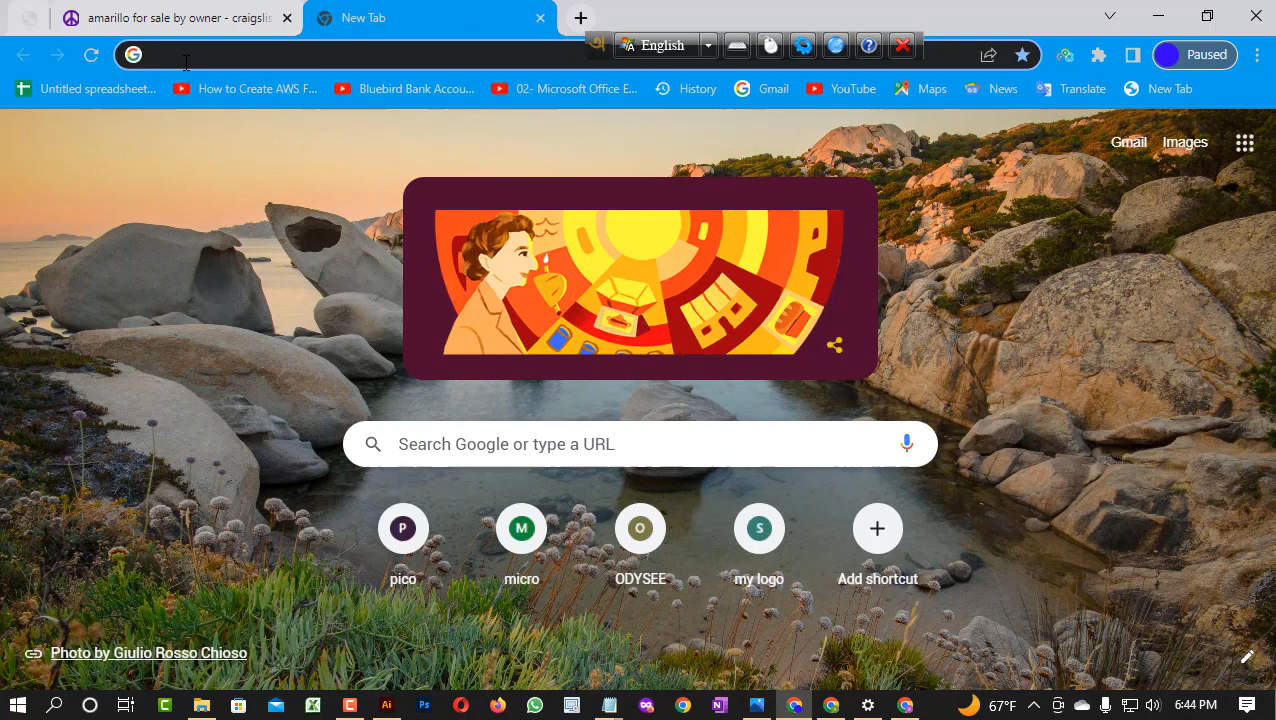 amarillo for sale by owner - craigslis
New Tab
English
Paused
Untitled spreadsheet...
How to Create AWS F...
Bluebird Bank Accou...
02- Microsoft Office E...
History
Gmail
YouTube
Maps
News
Translate
New Tab
Gmail
Images
Search Google or type a URL
P
M
O
S
pico
micro
ODYSEE
my logo
Add shortcut
Photo by Giulio Rosso Chioso
67°F
6:44 PM